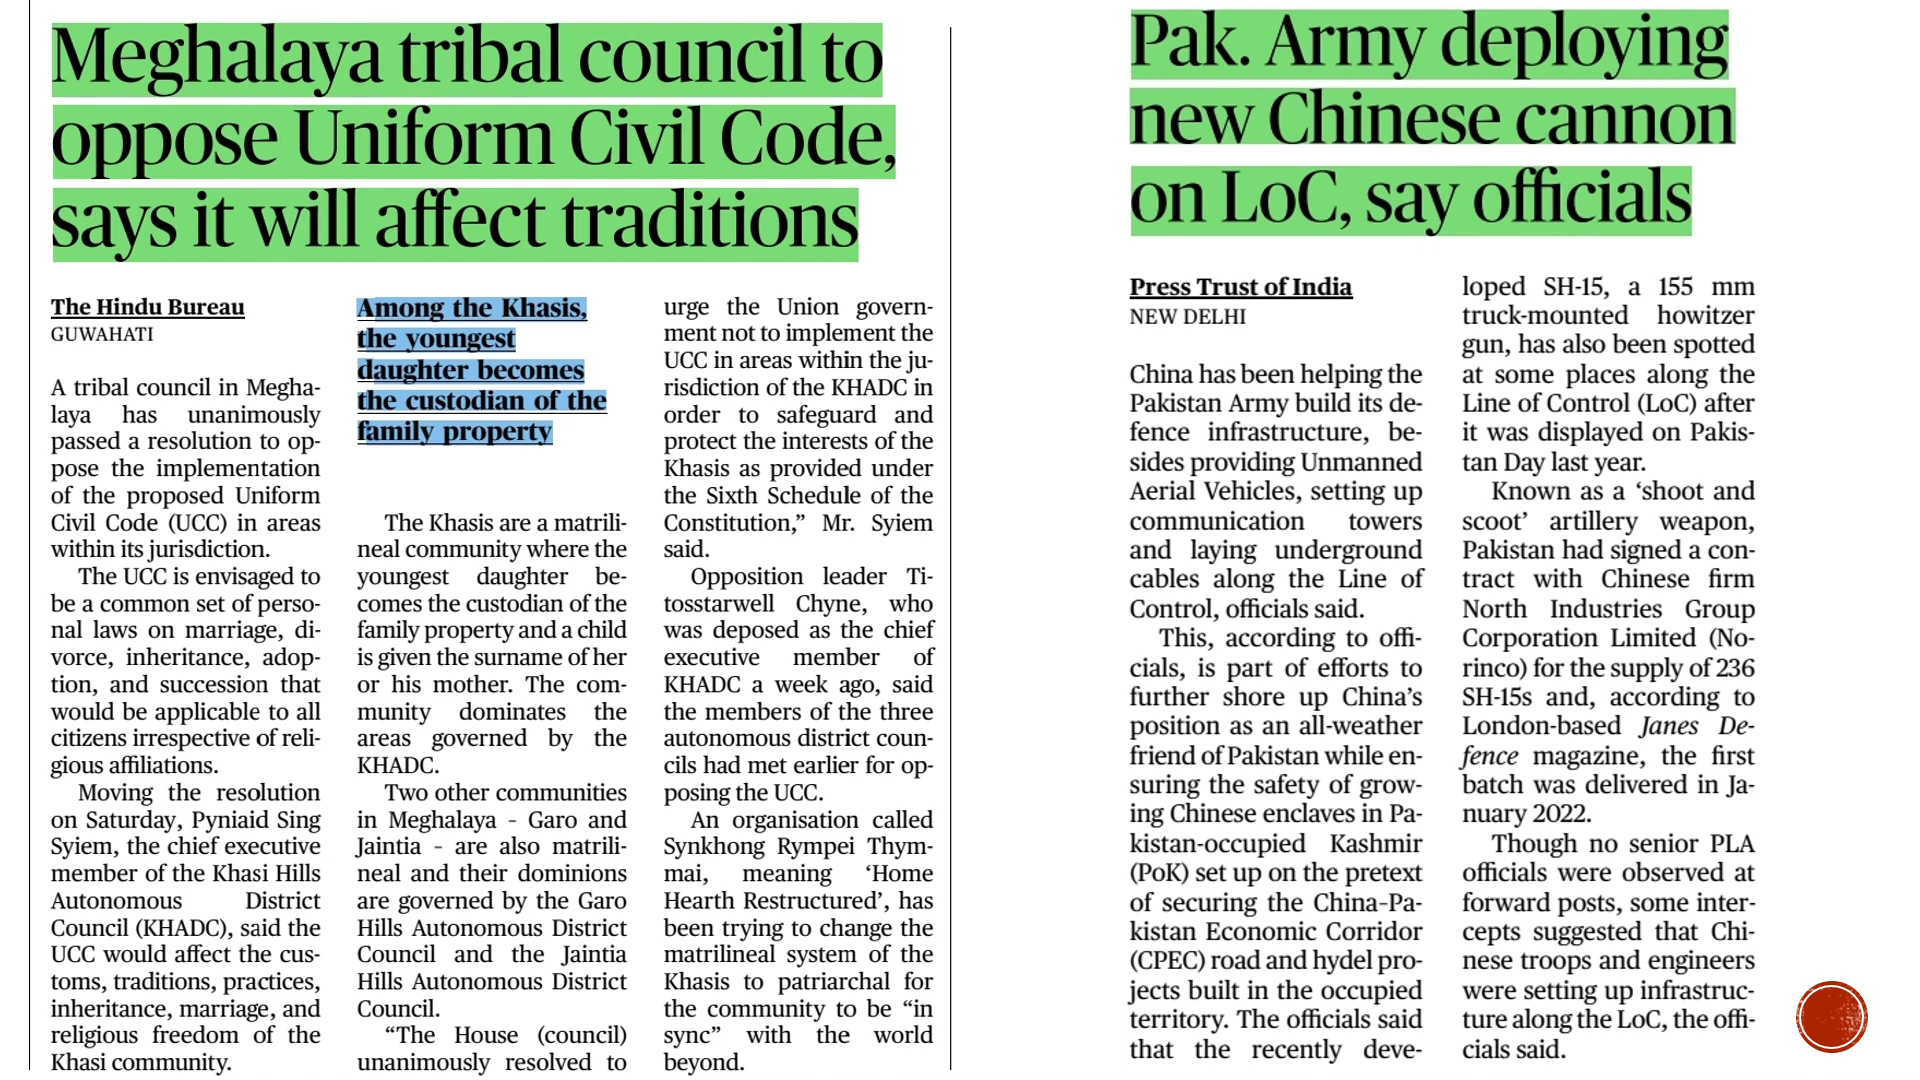 Meghalaya tribal council to
oppose Uniform Civil Code,
says it will affect traditions
The Hindu Bureau
GUWAHATI
A tribal council in Megha-
laya has unanimously
passed a resolution to op-
pose the implementation
of the proposed Uniform
Civil Code (UCC) in areas
within its jurisdiction.
The UCC is envisaged to
be a common set of perso-
nal laws on marriage, di-
vorce, inheritance, adop-
tion, and succession that
would be applicable to all
citizens irrespective of reli-
gious affiliations.
Moving the resolution
on Saturday, Pyniaid Sing
Syiem, the chief executive
member of the Khasi Hills
Autonomous District
Council (KHADC), said the
UCC would affect the cus-
toms, traditions, practices,
inheritance, marriage, and
religious freedom of the
Khasi community.
Among the Khasis,
the youngest
daughter becomes
the custodian of the
family property
The Khasis are a matrili-
neal community where the
youngest daughter be-
comes the custodian of the
family property and a child
is given the surname of her
or his mother. The com-
munity dominates the
areas governed by the
KHADC.
Two other communities
in Meghalaya - Garo and
Jaintia - are also matrili-
neal and their dominions
are governed by the Garo
Hills Autonomous District
Council and the Jaintia
Hills Autonomous District
Council.
“The House (council)
unanimously resolved to
urge the Union govern-
ment not to implement the
UCC in areas within the ju-
risdiction of the KHADC in
order to safeguard and
protect the interests of the
Khasis as provided under
the Sixth Schedule of the
Constitution,” Mr. Syiem
said.
Opposition leader Ti-
tosstarwell Chyne, who
was deposed as the chief
executive member of
KHADC a week ago, said
the members of the three
autonomous district coun-
cils had met earlier for op-
posing the UCC.
An organisation called
Synkhong Rympei Thym-
mai, meaning ‘Home
Hearth Restructured’, has
been trying to change the
matrilineal system of the
Khasis to patriarchal for
the community to be “in
sync” with the world
beyond.
Pak. Army deploying
new Chinese cannon
on LoC, say officials
Press Trust of India
NEW DELHI
China has been helping the
Pakistan Army build its de-
fence infrastructure, be-
sides providing Unmanned
Aerial Vehicles, setting up
communication towers
and laying underground
cables along the Line of
Control, officials said.
This, according to offi-
cials, is part of efforts to
further shore up China’s
position as an all-weather
friend of Pakistan while en-
suring the safety of grow-
ing Chinese enclaves in Pa-
kistan-occupied Kashmir
(PoK) set up on the pretext
of securing the China-Pa-
kistan Economic Corridor
(CPEC) road and hydel pro-
jects built in the occupied
territory. The officials said
that the recently deve-
loped SH-15, a 155 mm
truck-mounted howitzer
gun, has also been spotted
at some places along the
Line of Control (LoC) after
it was displayed on Pakis-
tan Day last year.
Known as a ‘shoot and
scoot’ artillery weapon,
Pakistan had signed a con-
tract with Chinese firm
North Industries Group
Corporation Limited (No-
rinco) for the supply of 236
SH-15s and, according to
London-based Janes De-
fence magazine, the first
batch was delivered in Ja-
nuary 2022.
Though no senior PLA
officials were observed at
forward posts, some inter-
cepts suggested that Chi-
nese troops and engineers
were setting up infrastruc-
ture along the LoC, the offi-
cials said.